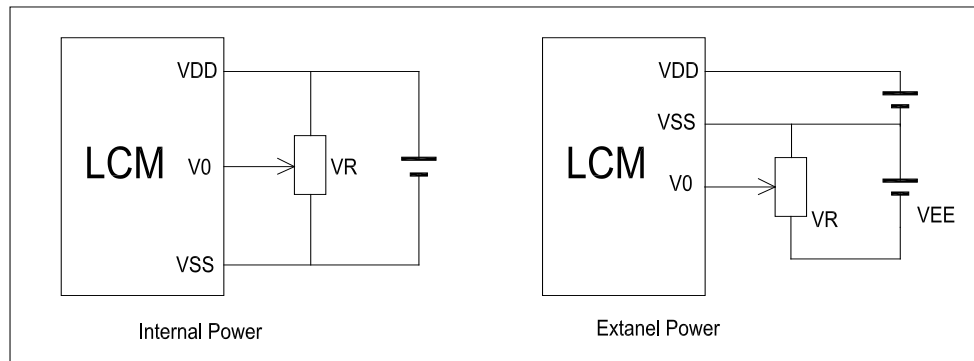 VDD
LCM
V0
VR
VSS
Internal Power
VDD
VSS
LCM
V0
VR
VEE
Extanel Power